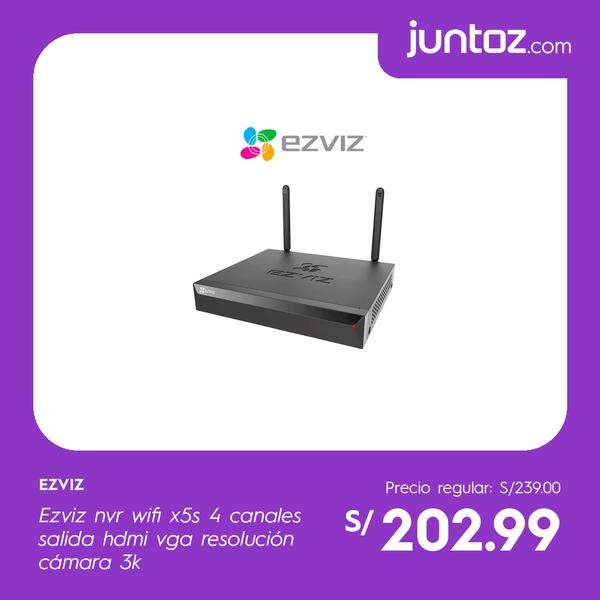 juntoz.com
ezviz
EZVIZ
ezviz
EZVIZ
Ezviz nvr wifi x5s 4 canales
salida hdmi vga resolución
cámara 3k
Precio regular: S/239.00
S/ 202.99